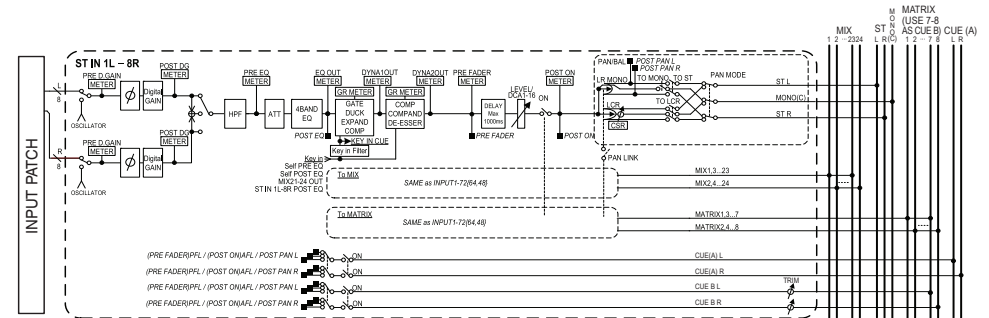 MIX
1 2 ··· 2324
ST
L R
MONO
(C)
MATRIX
(USE 7-8
AS CUE B)
1 2 ··· 7 8
CUE (A)
L R
INPUT PATCH
ST IN 1L – 8R
L
8
PRE D.GAIN
METER
Ø
Digital
GAIN
POST DG
METER
OSCILLATOR
R
8
PRE D.GAIN
METER
Ø
Digital
GAIN
POST DG
METER
OSCILLATOR
PRE EQ
METER
HPF
ATT
EQ OUT
METER
4BAND
EQ
POST EQ
DYNA1OUT
METER
GR METER
GATE
DUCK
EXPAND
COMP
KEY IN CUE
Key in Filter
DYNA2OUT
METER
GR METER
COMP
COMPAND
DE-ESSER
PRE FADER
METER
PRE FADER
DELAY
Max
1000ms
LEVEL/
DCA1-16
ON
POST ON
METER
POST ON
PAN/BAL
POST PAN L
POST PAN R
LR MONO
TO MONO
TO ST
PAN MODE
LCR
TO LCR
CSR
ST L
MONO(C)
ST R
PAN LINK
Key in
Self PRE EQ
Self POST EQ
MIX21-24 OUT
ST IN 1L-8R POST EQ
To MIX
SAME as INPUT1-72{64,48}
MIX1,3...23
MIX2,4...24
To MATRIX
SAME as INPUT1-72{64,48}
MATRIX1,3...7
MATRIX2,4...8
(PRE FADER)PFL / (POST ON)AFL / POST PAN L
ON
CUE(A) L
(PRE FADER)PFL / (POST ON)AFL / POST PAN R
ON
CUE(A) R
(PRE FADER)PFL / (POST ON)AFL / POST PAN L
ON
CUE B L
TRIM
(PRE FADER)PFL / (POST ON)AFL / POST PAN R
ON
CUE B R